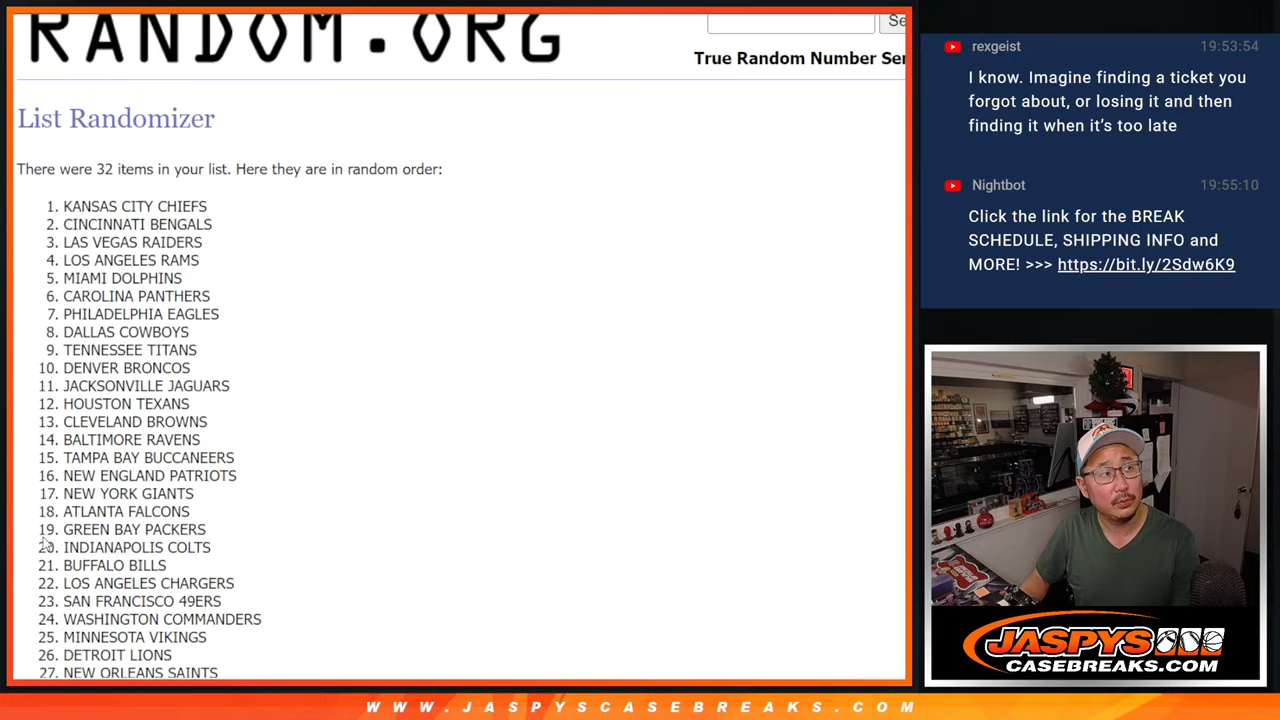 RANDOM.ORG
Se
True Random Number Ser
List Randomizer
There were 32 items in your list. Here they are in random order:
1. KANSAS CITY CHIEFS
2. CINCINNATI BENGALS
3. LAS VEGAS RAIDERS
4. LOS ANGELES RAMS
5. MIAMI DOLPHINS
6. CAROLINA PANTHERS
7. PHILADELPHIA EAGLES
8. DALLAS COWBOYS
9. TENNESSEE TITANS
10. DENVER BRONCOS
11. JACKSONVILLE JAGUARS
12. HOUSTON TEXANS
13. CLEVELAND BROWNS
14. BALTIMORE RAVENS
15. TAMPA BAY BUCCANEERS
16. NEW ENGLAND PATRIOTS
17. NEW YORK GIANTS
18. ATLANTA FALCONS
19. GREEN BAY PACKERS
20. INDIANAPOLIS COLTS
21. BUFFALO BILLS
22. LOS ANGELES CHARGERS
23. SAN FRANCISCO 49ERS
24. WASHINGTON COMMANDERS
25. MINNESOTA VIKINGS
26. DETROIT LIONS
27. NEW ORLEANS SAINTS
rexgeist 19:53:54
I know. Imagine finding a ticket you
forgot about, or losing it and then
finding it when it's too late
Nightbot 19:55:10
Click the link for the BREAK
SCHEDULE, SHIPPING INFO and
MORE! >>> https://bit.ly/2Sdw6K9
JASPYS
CASEBREAKS.COM
WWW.JASPYSCASEBREAKS.COM